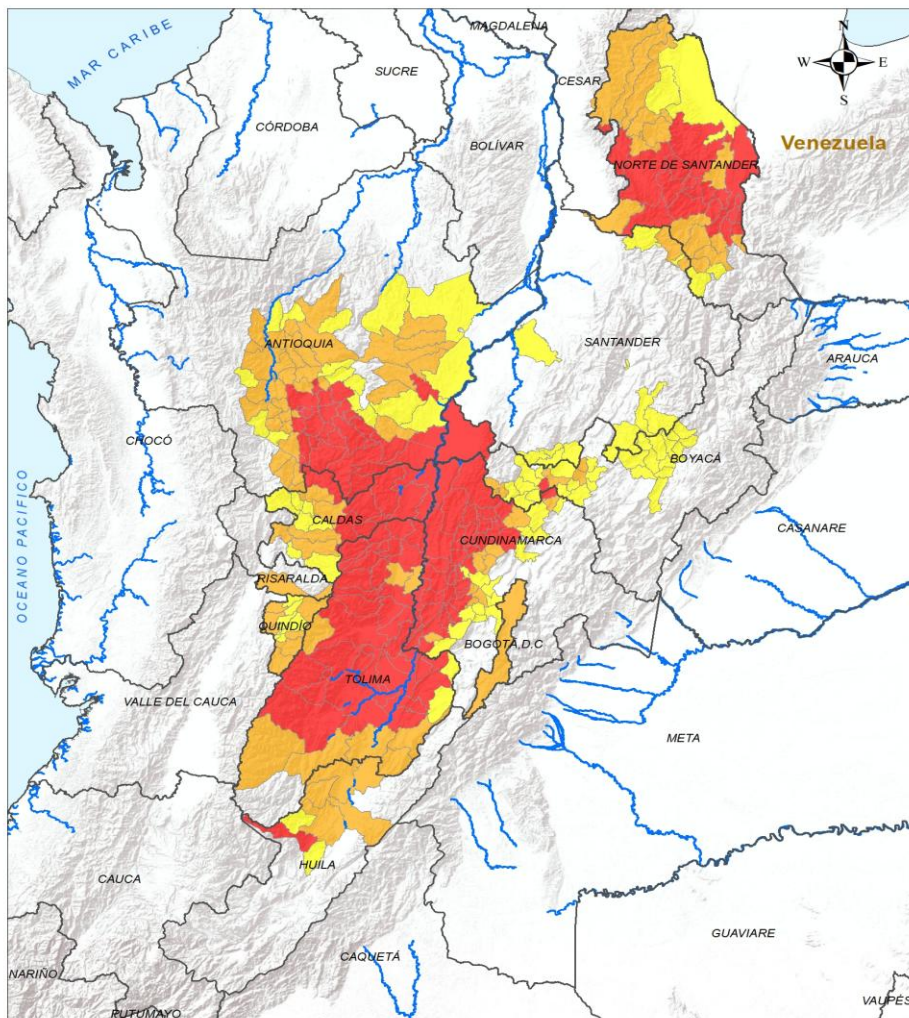 MAGDALENA
N
MAR CARIBE
SUCRE
CESAR
W
E
S
CÓRDOBA
BOLÍVAR
Venezuela
NORTE DE SANTANDER
ANTIOQUIA
SANTANDER
ARAUCA
CHOCÓ
BOYACA
OCEANO PACIFICO
CALDAS
CUNDINAMARCA
CASANARE
RISARALDA
QUINDÍO
BOGOTÁ,D.C
TOLIMA
VALLE DEL CAUCA
META
HUILA
CAUCA
GUAVIARE
CAQUETÁ
NARIÑO
PUTUMAYO
VAUPÉS